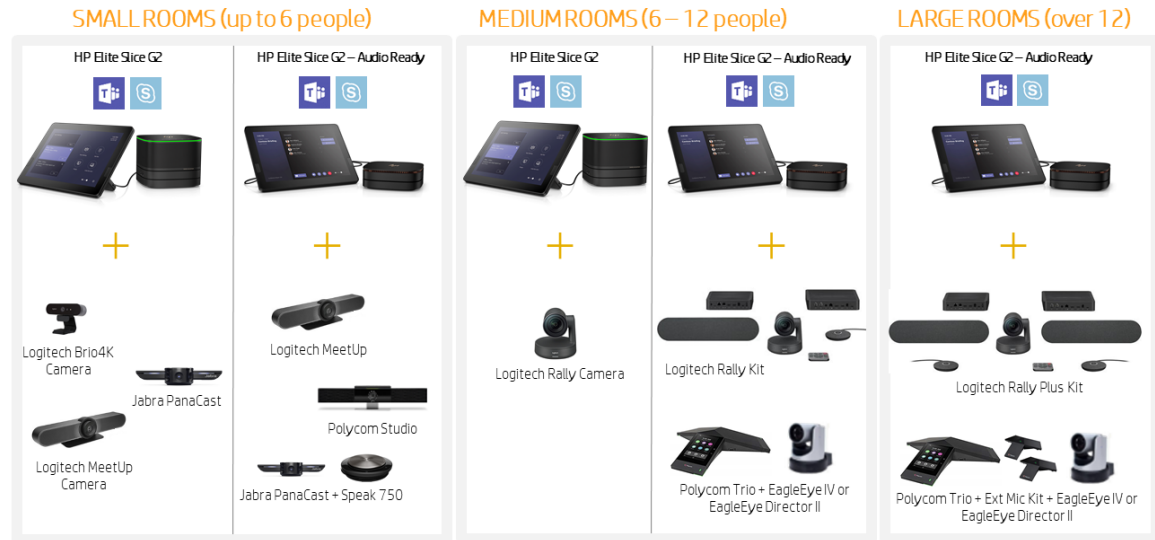 SMALL ROOMS (up to 6 people)
HP Elite Slice G2
HP Elite Slice G2 – Audio Ready
Logitech Brio4K
Camera
Jabra PanaCast
Logitech MeetUp
Camera
Logitech MeetUp
Polycom Studio
Jabra PanaCast + Speak 750
MEDIUM ROOMS (6 – 12 people)
HP Elite Slice G2
HP Elite Slice G2 – Audio Ready
Logitech Rally Camera
Logitech Rally Kit
Polycom Trio + EagleEye IV or
EagleEye Director II
LARGE ROOMS (over 12)
HP Elite Slice G2 – Audio Ready
Logitech Rally Plus Kit
Polycom Trio + Ext Mic Kit + EagleEye IV or
EagleEye Director II